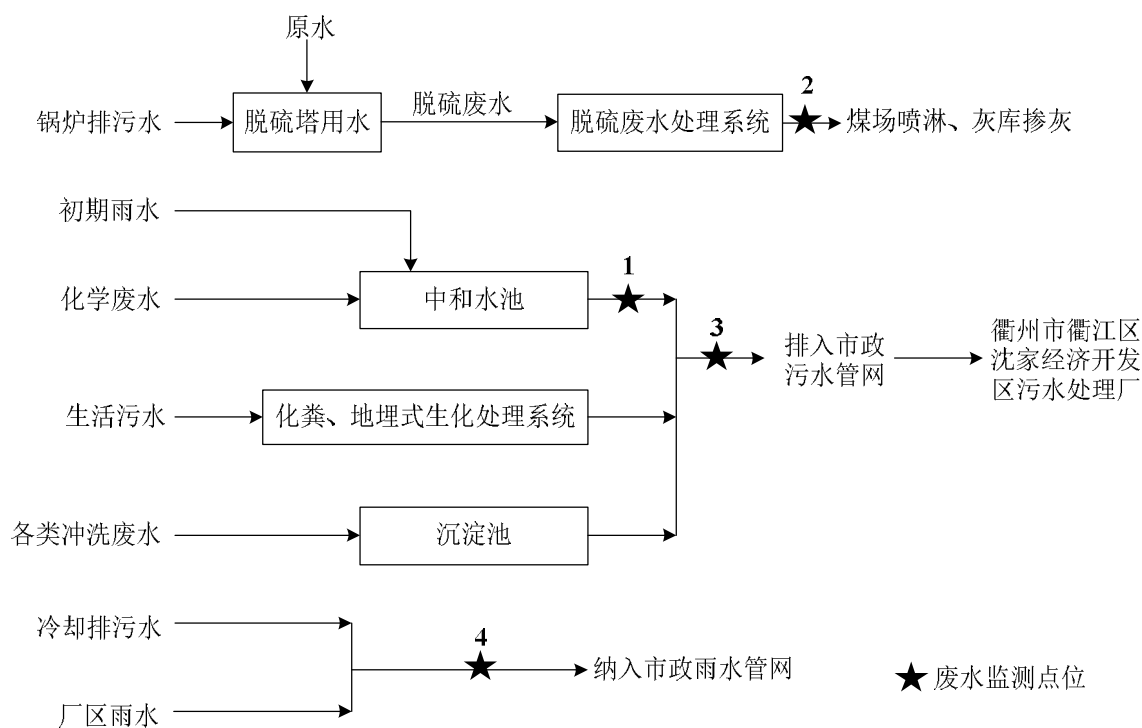 原水
锅炉排污水
脱硫塔用水
脱硫废水
脱硫废水处理系统
2
煤场喷淋、灰库掺灰
初期雨水
化学废水
中和水池
1
3
排入市政
污水管网
衢州市衢江区
沈家经济开发
区污水处理厂
生活污水
化粪、地埋式生化处理系统
各类冲洗废水
沉淀池
冷却排污水
4
纳入市政雨水管网
厂区雨水
废水监测点位